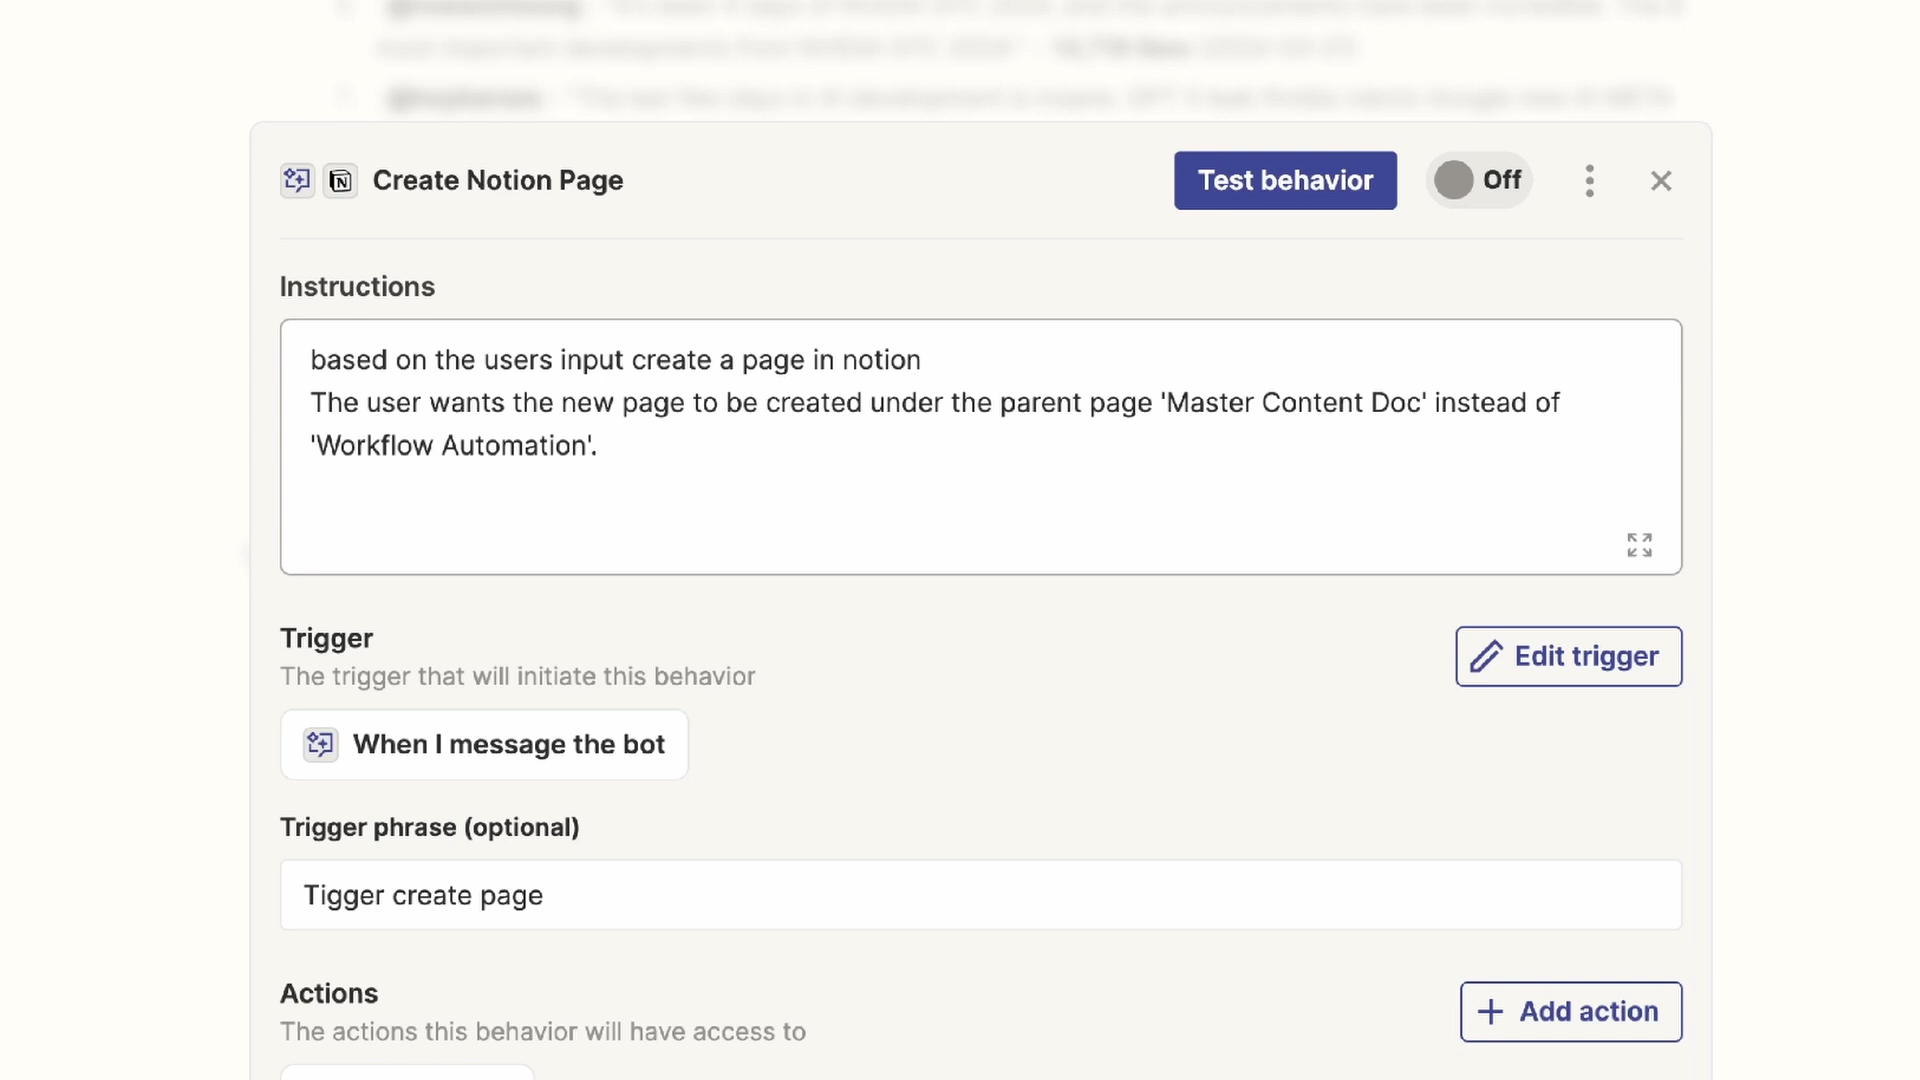 Create Notion Page
Test behavior
Off
Instructions
based on the users input create a page in notion
The user wants the new page to be created under the parent page 'Master Content Doc' instead of
'Workflow Automation'.
Trigger
The trigger that will initiate this behavior
Edit trigger
When I message the bot
Trigger phrase (optional)
Tigger create page
Actions
The actions this behavior will have access to
Add action